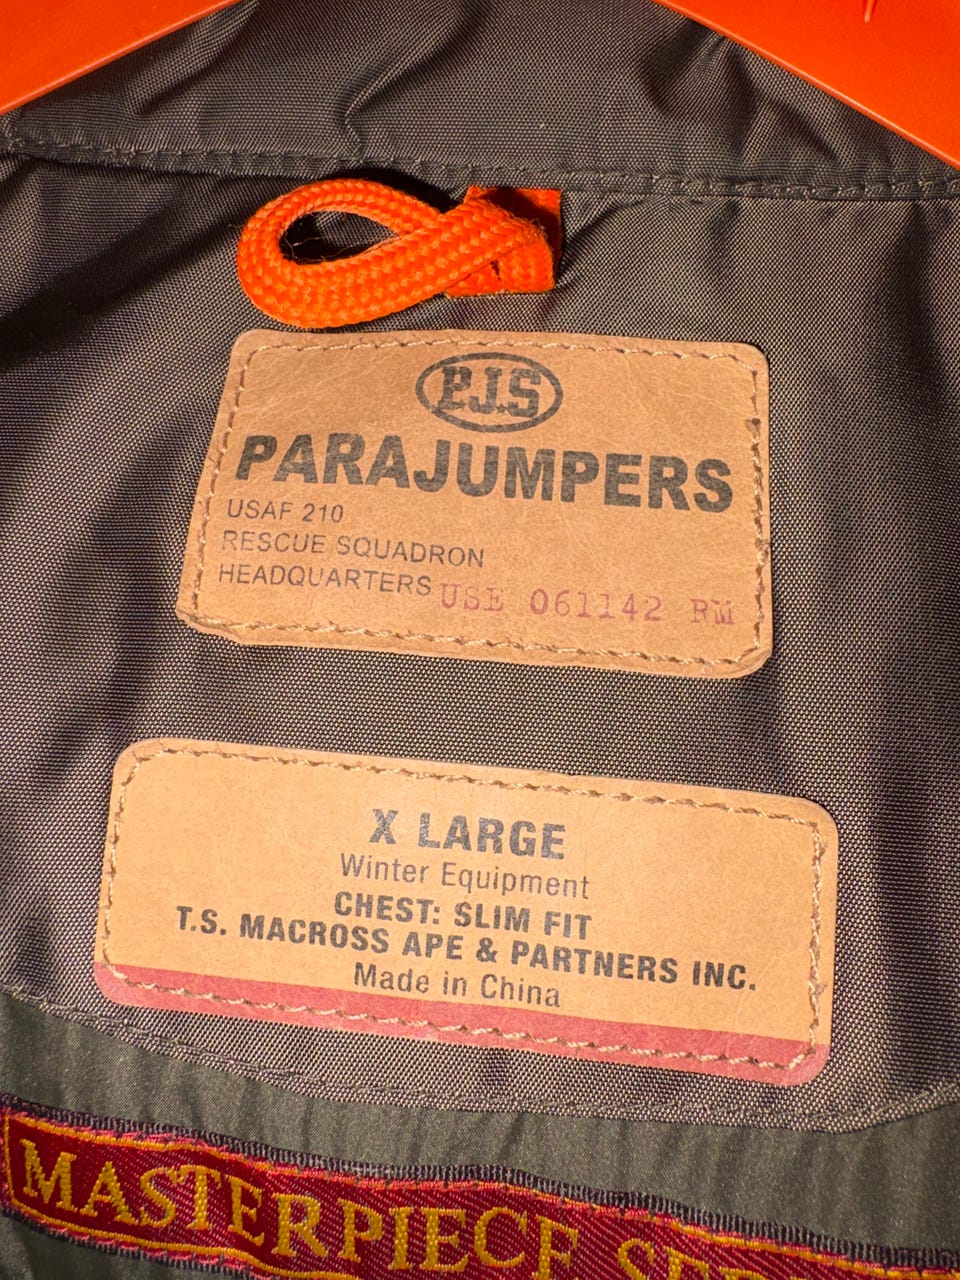 P.J.S
PARAJUMPERS
USAF 210
RESCUE SQUADRON
HEADQUARTERS USE 061142 RM
X LARGE
Winter Equipment
CHEST: SLIM FIT
T.S. MACROSS APE & PARTNERS INC.
Made in China
MASTERPIECE